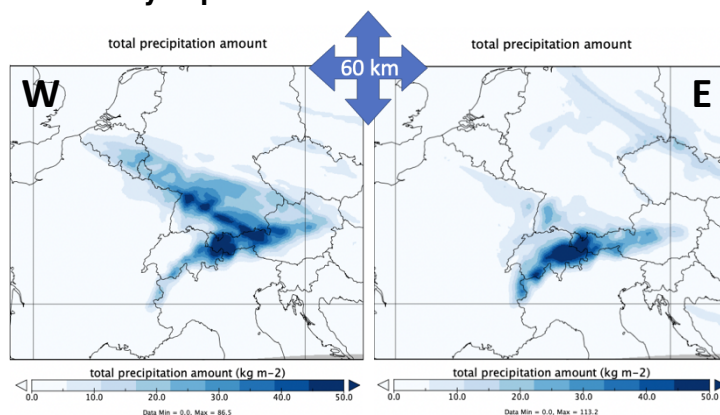 total precipitation amount
total precipitation amount
60 km
W
E
total precipitation amount (kg m-2)
0.0 10.0 20.0 30.0 40.0 50.0
Data Min = 0.0, Max = 86.5
total precipitation amount (kg m-2)
0.0 10.0 20.0 30.0 40.0 50.0
Data Min = 0.0, Max = 113.2